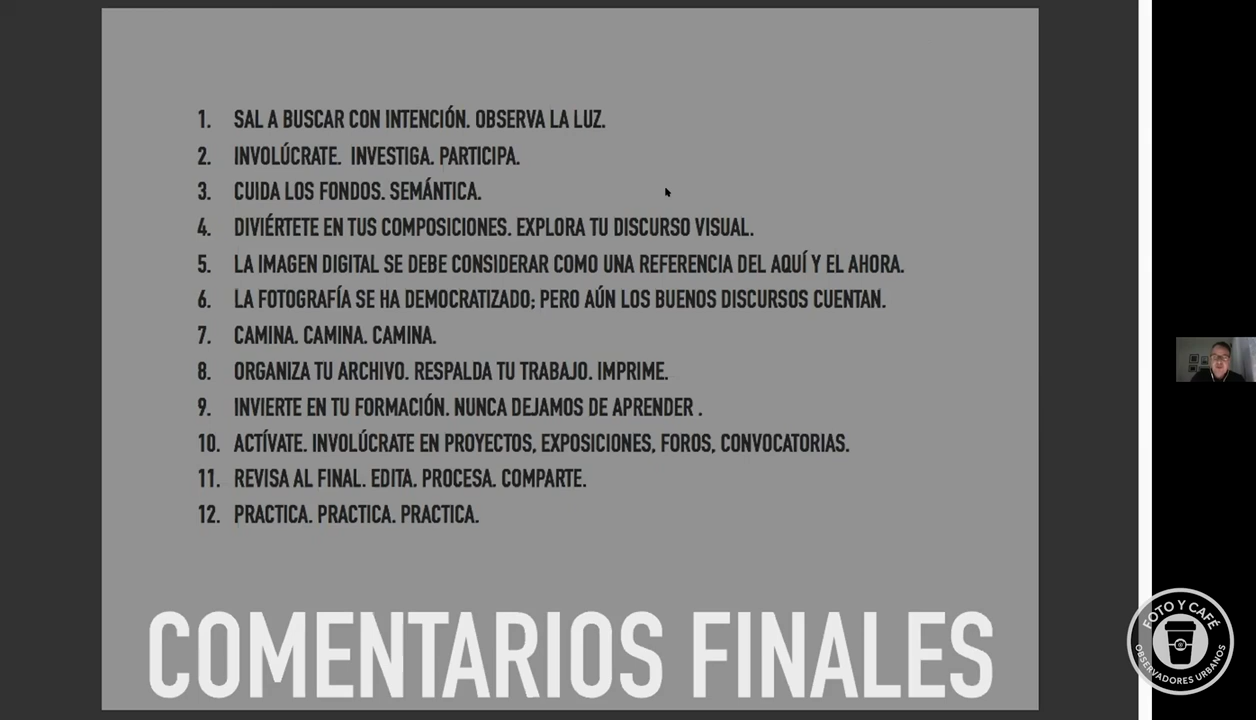 1. SAL A BUSCAR CON INTENCIÓN. OBSERVA LA LUZ.
2. INVOLÚCRATE. INVESTIGA. PARTICIPA.
3. CUIDA LOS FONDOS. SEMÁNTICA.
4. DIVIÉRTETE EN TUS COMPOSICIONES. EXPLORA TU DISCURSO VISUAL.
5. LA IMAGEN DIGITAL SE DEBE CONSIDERAR COMO UNA REFERENCIA DEL AQUÍ Y EL AHORA.
6. LA FOTOGRAFÍA SE HA DEMOCRATIZADO; PERO AÚN LOS BUENOS DISCURSOS CUENTAN.
7. CAMINA. CAMINA. CAMINA.
8. ORGANIZA TU ARCHIVO. RESPALDA TU TRABAJO. IMPRIME.
9. INVIERTE EN TU FORMACIÓN. NUNCA DEJAMOS DE APRENDER .
10. ACTÍVATE. INVOLÚCRATE EN PROYECTOS, EXPOSICIONES, FOROS, CONVOCATORIAS.
11. REVISA AL FINAL. EDITA. PROCESA. COMPARTE.
12. PRACTICA. PRACTICA. PRACTICA.
COMENTARIOS FINALES
FOTO Y CAFÉ
OBSERVADORES URBANOS